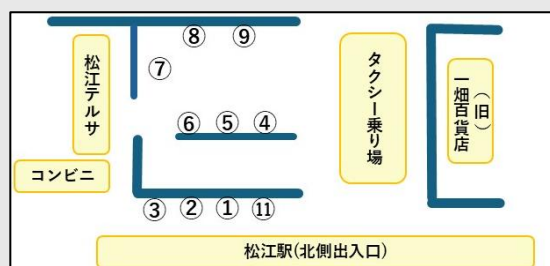 ⑧ ⑨
⑦
松江テルサ
タクシー乗り場
(旧)
一畑百貨店
⑥ ⑤ ④
コンビニ
③ ② ① ⑪
松江駅(北側出入口)